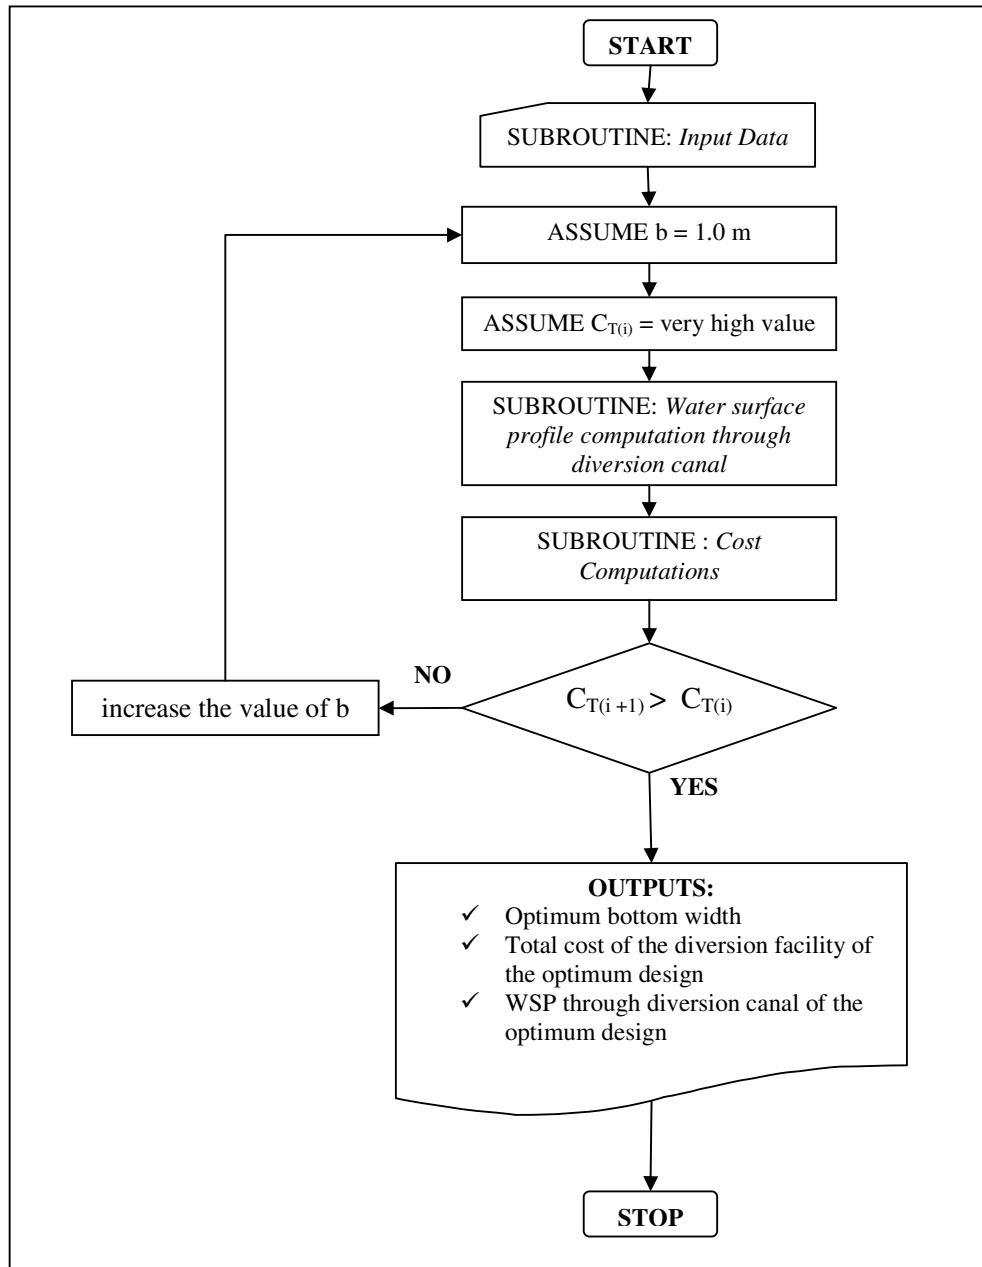 START
SUBROUTINE: Input Data
ASSUME b = 1.0 m
ASSUME C_T(i) = very high value
SUBROUTINE: Water surface
profile computation through
diversion canal
SUBROUTINE : Cost
Computations
C_T(i +1) > C_T(i)
NO
increase the value of b
YES
OUTPUTS:
✓ Optimum bottom width
✓ Total cost of the diversion facility of
the optimum design
✓ WSP through diversion canal of the
optimum design
STOP